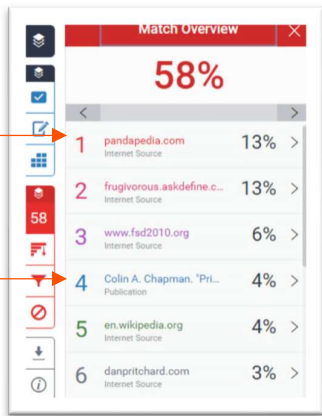 Match Overview
58%
1 pandapedia.com 13%
Internet Source
2 frugivorous.askdefine.c... 13%
Internet Source
58
3 www.fsd2010.org 6%
Internet Source
4 Colin A. Chapman. "Pri... 4%
Publication
5 en.wikipedia.org 4%
Internet Source
6 danpritchard.com 3%
Internet Source